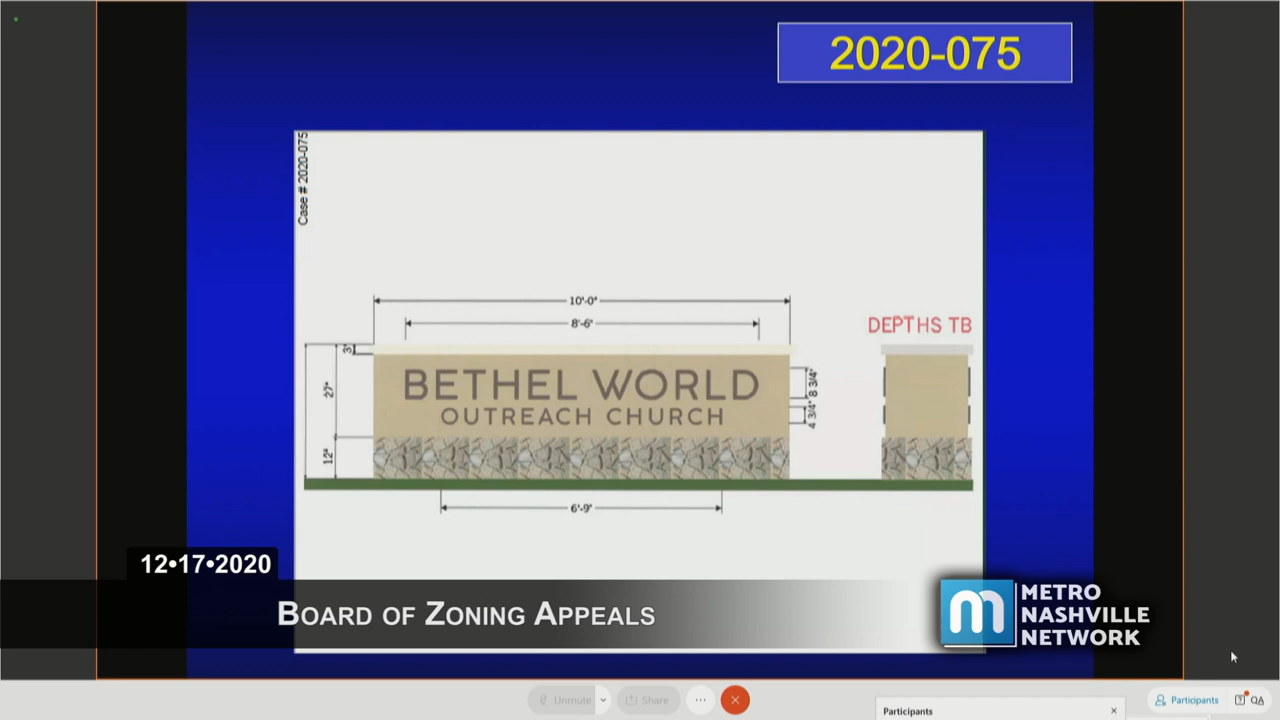 2020-075
Case # 2020-075
10'-0"
8'-6"
DEPTHS TB
3"
27"
BETHEL WORLD
OUTREACH CHURCH
8 3/4"
4 3/4"
12"
6'-9"
12•17•2020
BOARD OF ZONING APPEALS
m METRO
NASHVILLE
NETWORK
Unmute
Share
Participants
Participants
QA